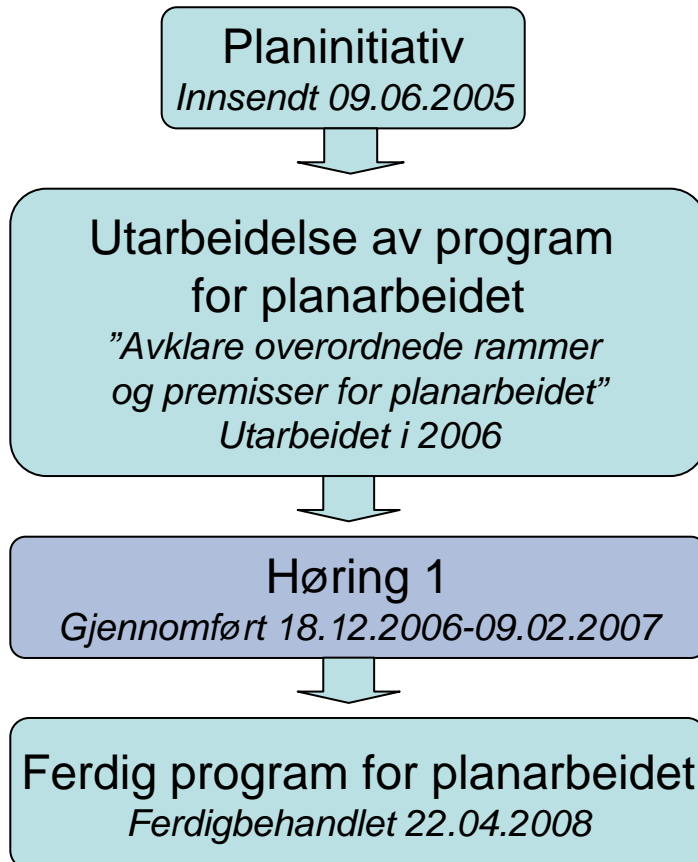 Planinitiativ
Innsendt 09.06.2005
Utarbeidelse av program
for planarbeidet
”Avklare overordnede rammer
og premisser for planarbeidet”
Utarbeidet i 2006
Høring 1
Gjennomført 18.12.2006-09.02.2007
Ferdig program for planarbeidet
Ferdigbehandlet 22.04.2008